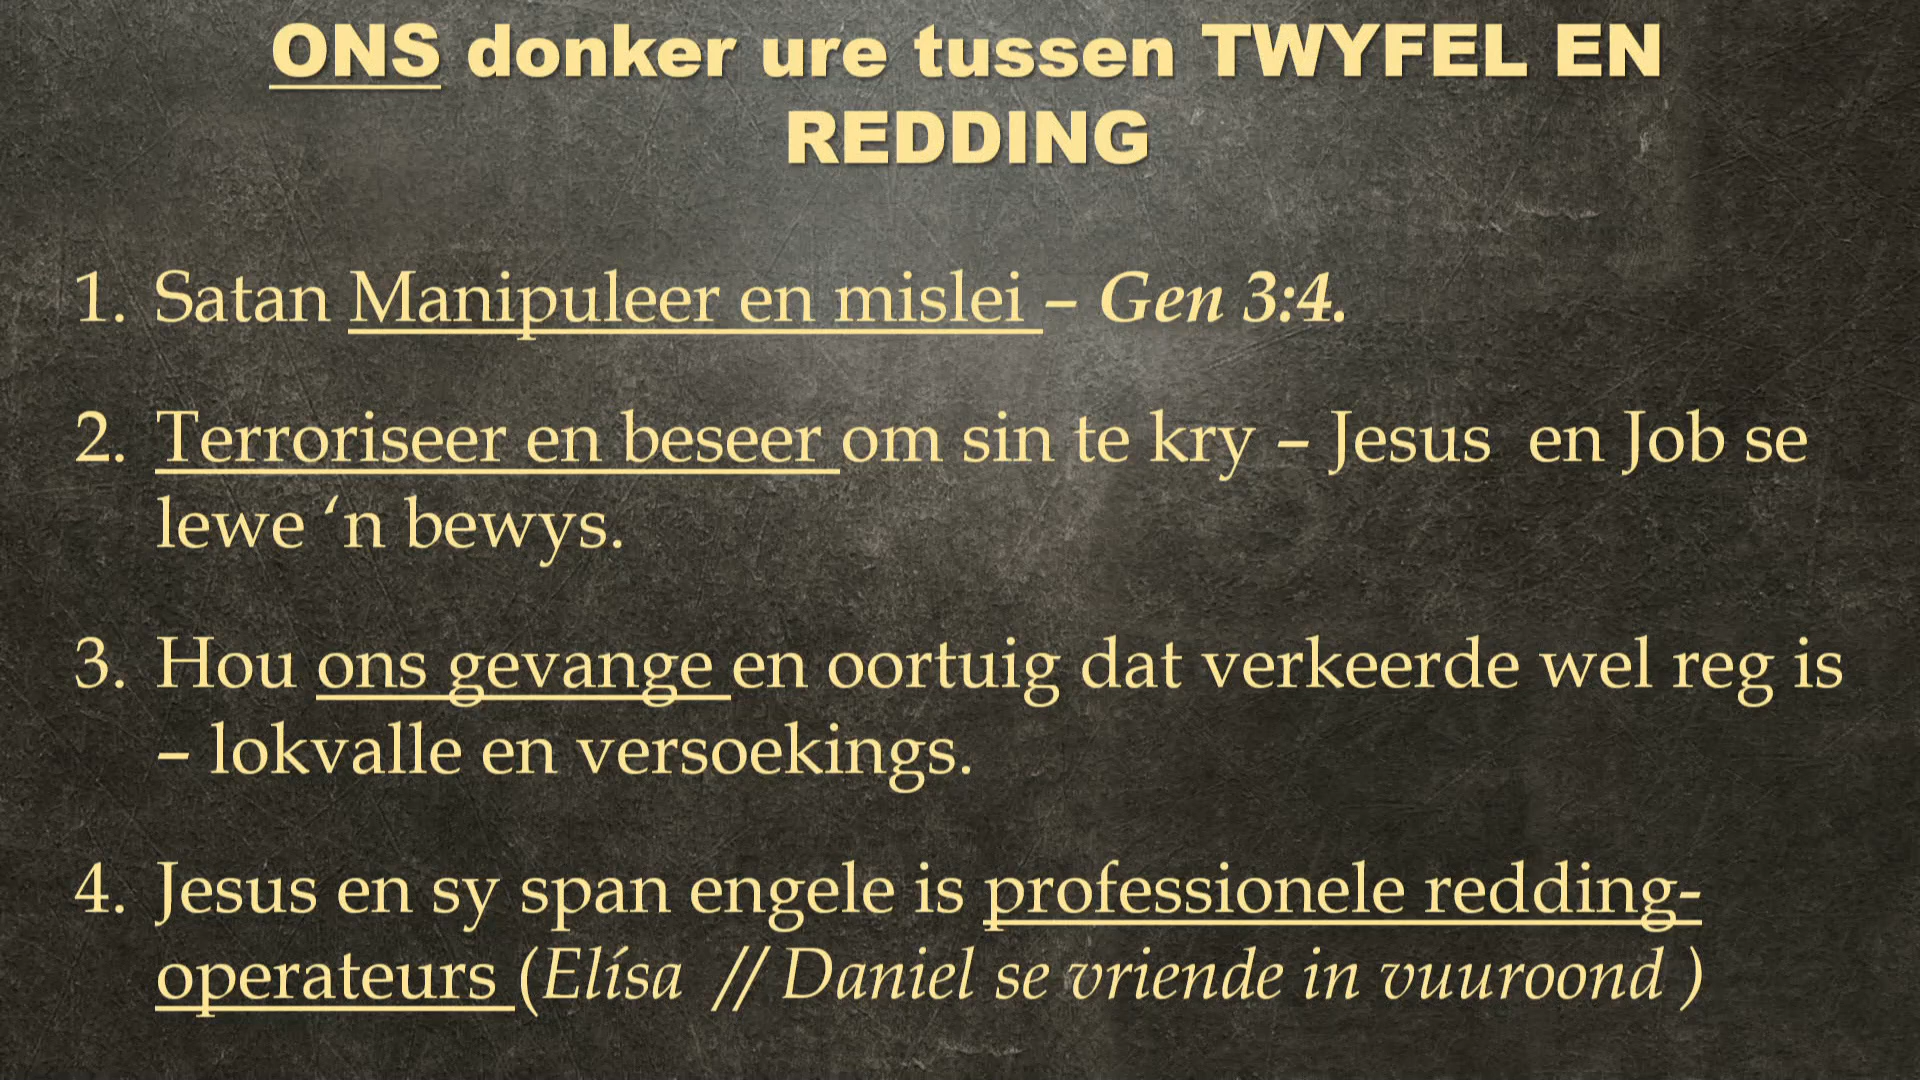 ONS donker ure tussen TWYFEL EN
REDDING
1. Satan Manipuleer en mislei – Gen 3:4.
2. Terroriseer en beseer om sin te kry – Jesus en Job se
lewe ‘n bewys.
3. Hou ons gevange en oortuig dat verkeerde wel reg is
– lokvalle en versoekings.
4. Jesus en sy span engele is professionele redding-
operateurs (Elísa // Daniel se vriende in vuuroond )